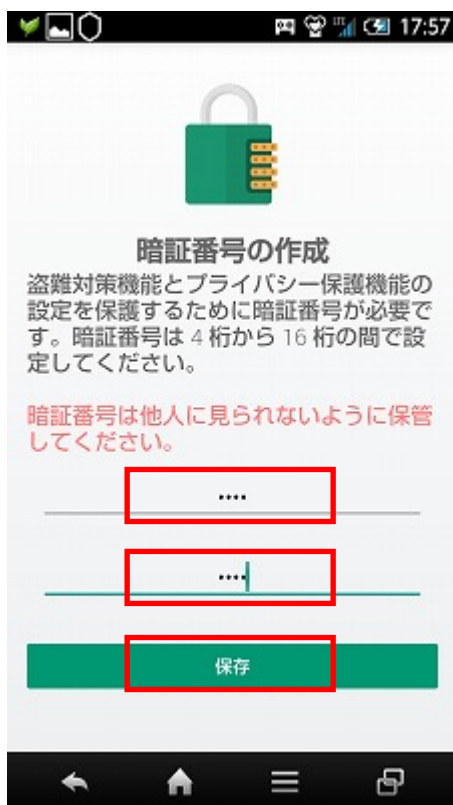 17:57
暗証番号の作成
盗難対策機能とプライバシー保護機能の
設定を保護するために暗証番号が必要で
す。暗証番号は 4 桁から 16 桁の間で設
定してください。
暗証番号は他人に見られないように保管
してください。
••••
••••
保存